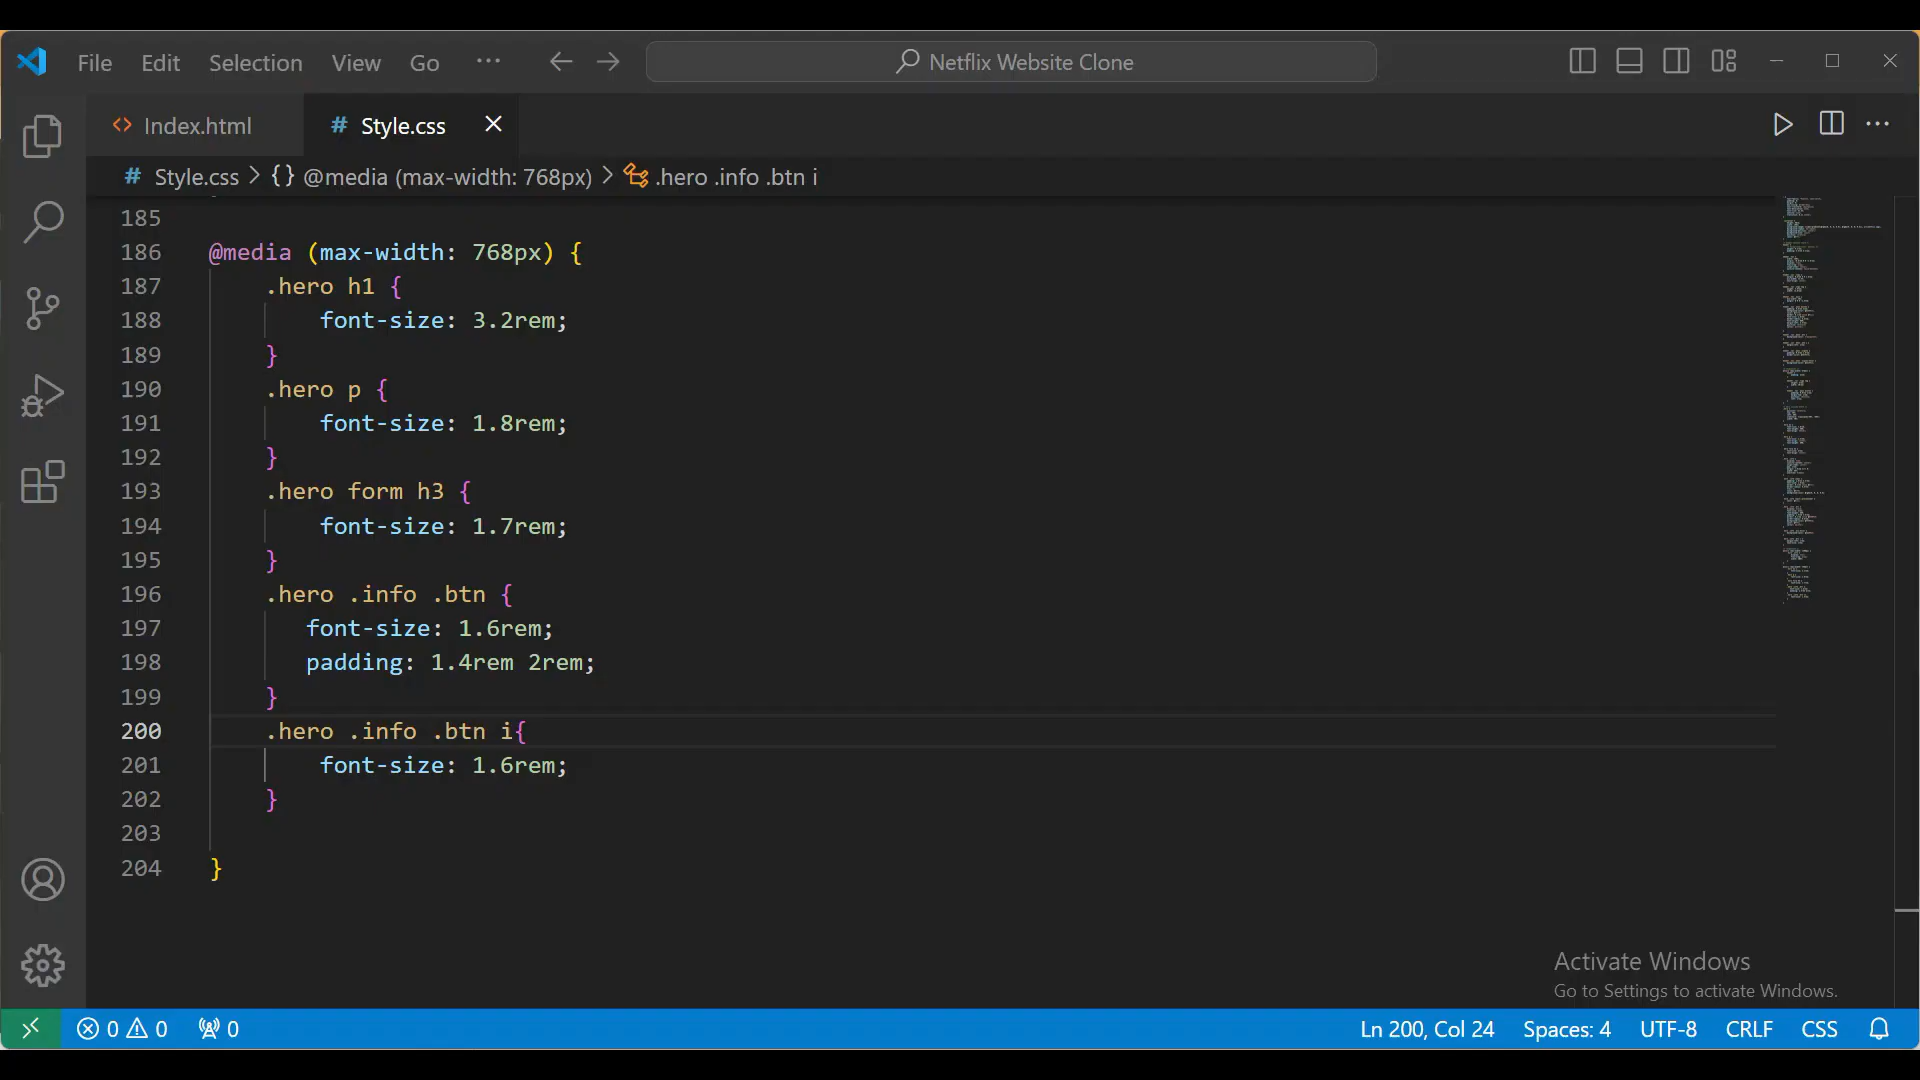 File Edit Selection View Go ··· Netflix Website Clone
Index.html # Style.css
# Style.css > {} @media (max-width: 768px) > .hero .info .btn i
185
186 @media (max-width: 768px) {
187 .hero h1 {
188 font-size: 3.2rem;
189 }
190 .hero p {
191 font-size: 1.8rem;
192 }
193 .hero form h3 {
194 font-size: 1.7rem;
195 }
196 .hero .info .btn {
197 font-size: 1.6rem;
198 padding: 1.4rem 2rem;
199 }
200 .hero .info .btn i{
201 font-size: 1.6rem;
202 }
203
204 }
Activate Windows
Go to Settings to activate Windows.
0 0 0 Ln 200, Col 24 Spaces: 4 UTF-8 CRLF CSS